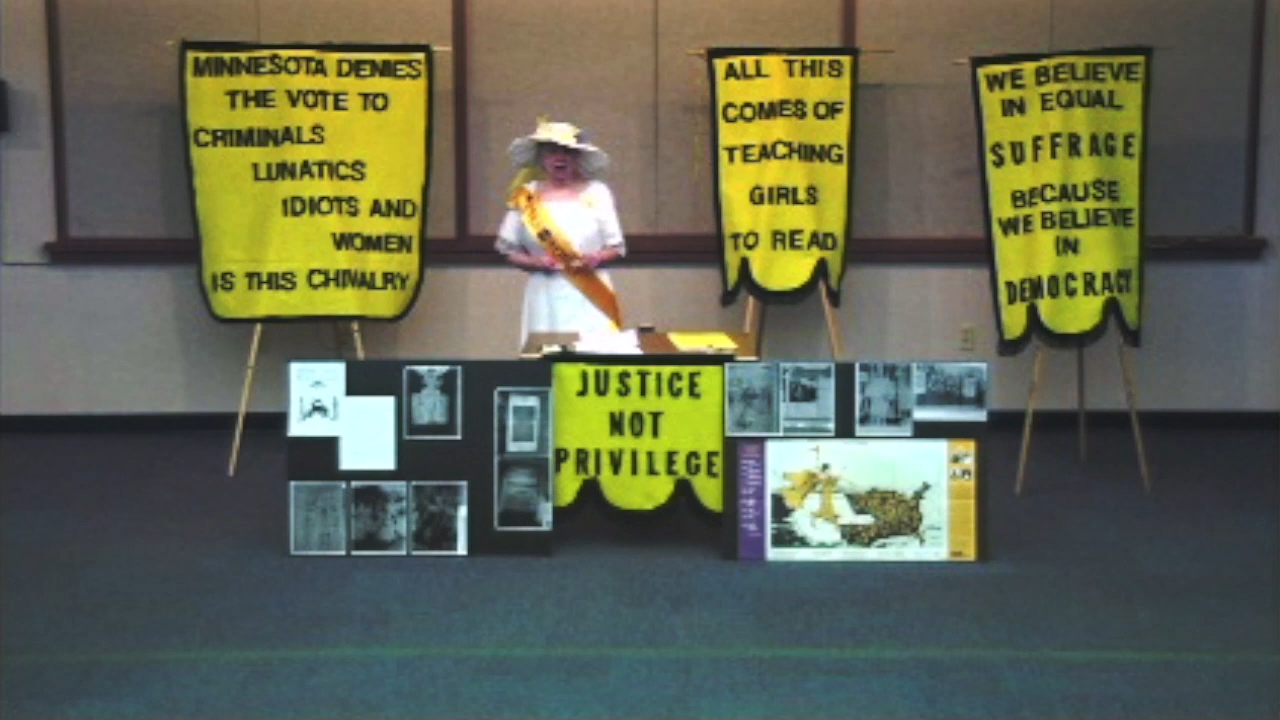 MINNESOTA DENIES
THE VOTE TO
CRIMINALS
LUNATICS
IDIOTS AND
WOMEN
IS THIS CHIVALRY
ALL THIS
COMES OF
TEACHING
GIRLS
TO READ
WE BELIEVE
IN EQUAL
SUFFRAGE
BECAUSE
WE BELIEVE
IN
DEMOCRACY
JUSTICE
NOT
PRIVILEGE